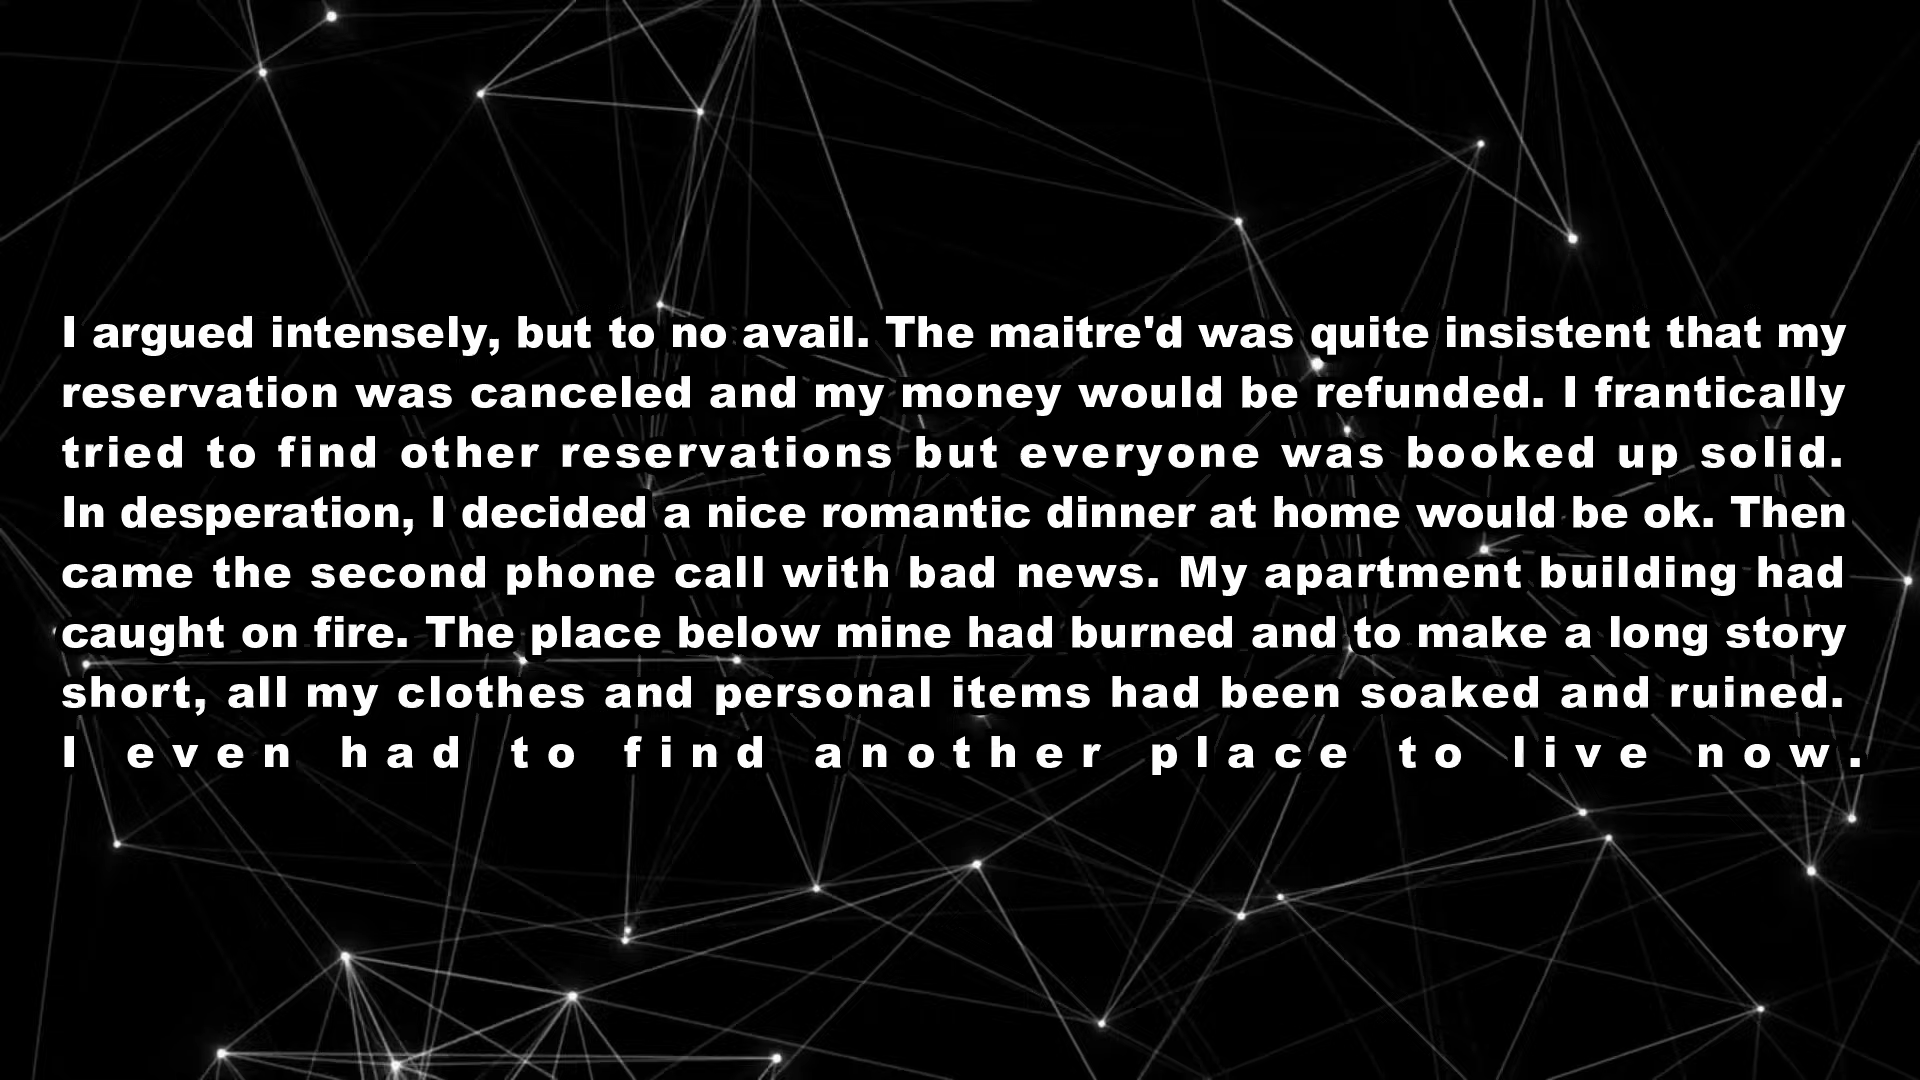 I argued intensely, but to no avail. The maitre'd was quite insistent that my
reservation was canceled and my money would be refunded. I frantically
tried to find other reservations but everyone was booked up solid.
In desperation, I decided a nice romantic dinner at home would be ok. Then
came the second phone call with bad news. My apartment building had
caught on fire. The place below mine had burned and to make a long story
short, all my clothes and personal items had been soaked and ruined.
I even had to find another place to live now.